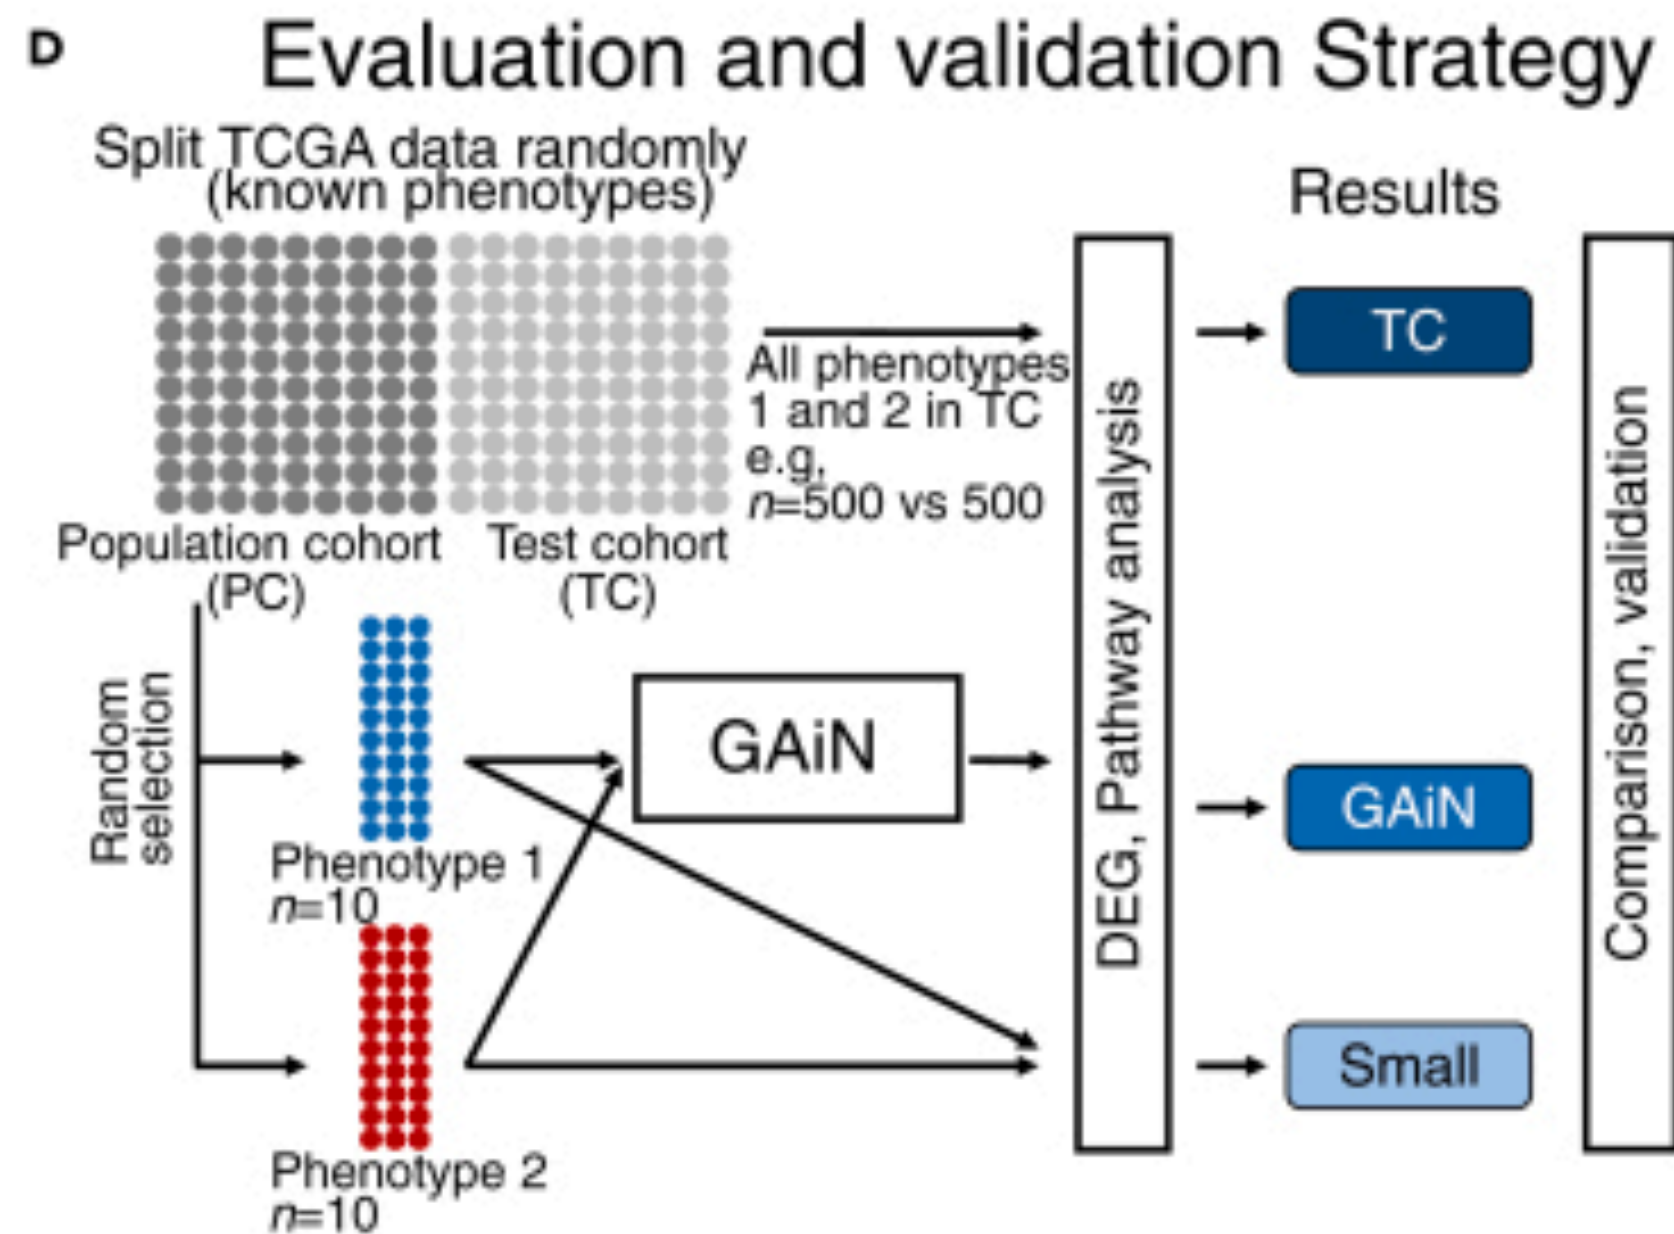 D
Evaluation and validation Strategy
Split TCGA data randomly
(known phenotypes)
Results
All phenotypes
1 and 2 in TC
e.g,
n=500 vs 500
Population cohort
(PC)
Test cohort
(TC)
Random
selection
Phenotype 1
n=10
Phenotype 2
n=10
GAiN
DEG, Pathway analysis
TC
GAiN
Small
Comparison, validation